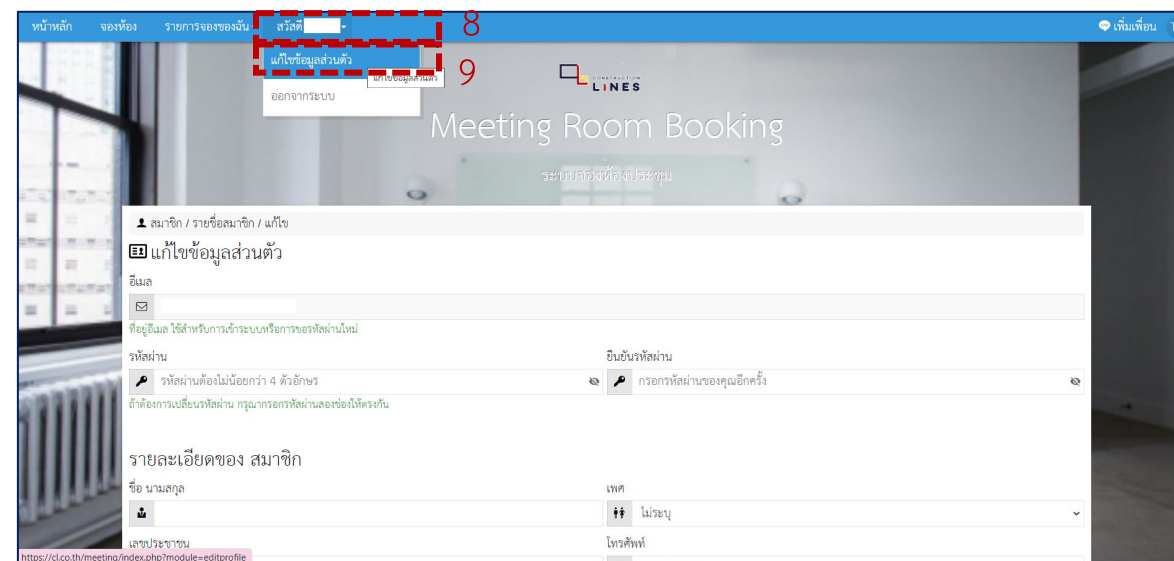 หน้าหลัก จองห้อง รายการจองของฉัน สวัสดี 8 เพิ่มเพื่อน
แก้ไขข้อมูลส่วนตัว 9
แก้ไขข้อมูลส่วนตัว
ออกจากระบบ
CONSTRUCTION
LINES
Meeting Room Booking
ระบบจองห้องประชุม
สมาชิก / รายชื่อสมาชิก / แก้ไข
แก้ไขข้อมูลส่วนตัว
อีเมล
ที่อยู่อีเมล ใช้สำหรับการเข้าระบบหรือการขอรหัสผ่านใหม่
รหัสผ่าน ยืนยันรหัสผ่าน
รหัสผ่านต้องไม่น้อยกว่า 4 ตัวอักษร กรอกรหัสผ่านของคุณอีกครั้ง
ถ้าต้องการเปลี่ยนรหัสผ่าน กรุณากรอกรหัสผ่านสองช่องให้ตรงกัน
รายละเอียดของ สมาชิก
ชื่อ นามสกุล เพศ
ไม่ระบุ
เลขประชาชน โทรศัพท์
https://cl.co.th/meeting/index.php?module=editprofile